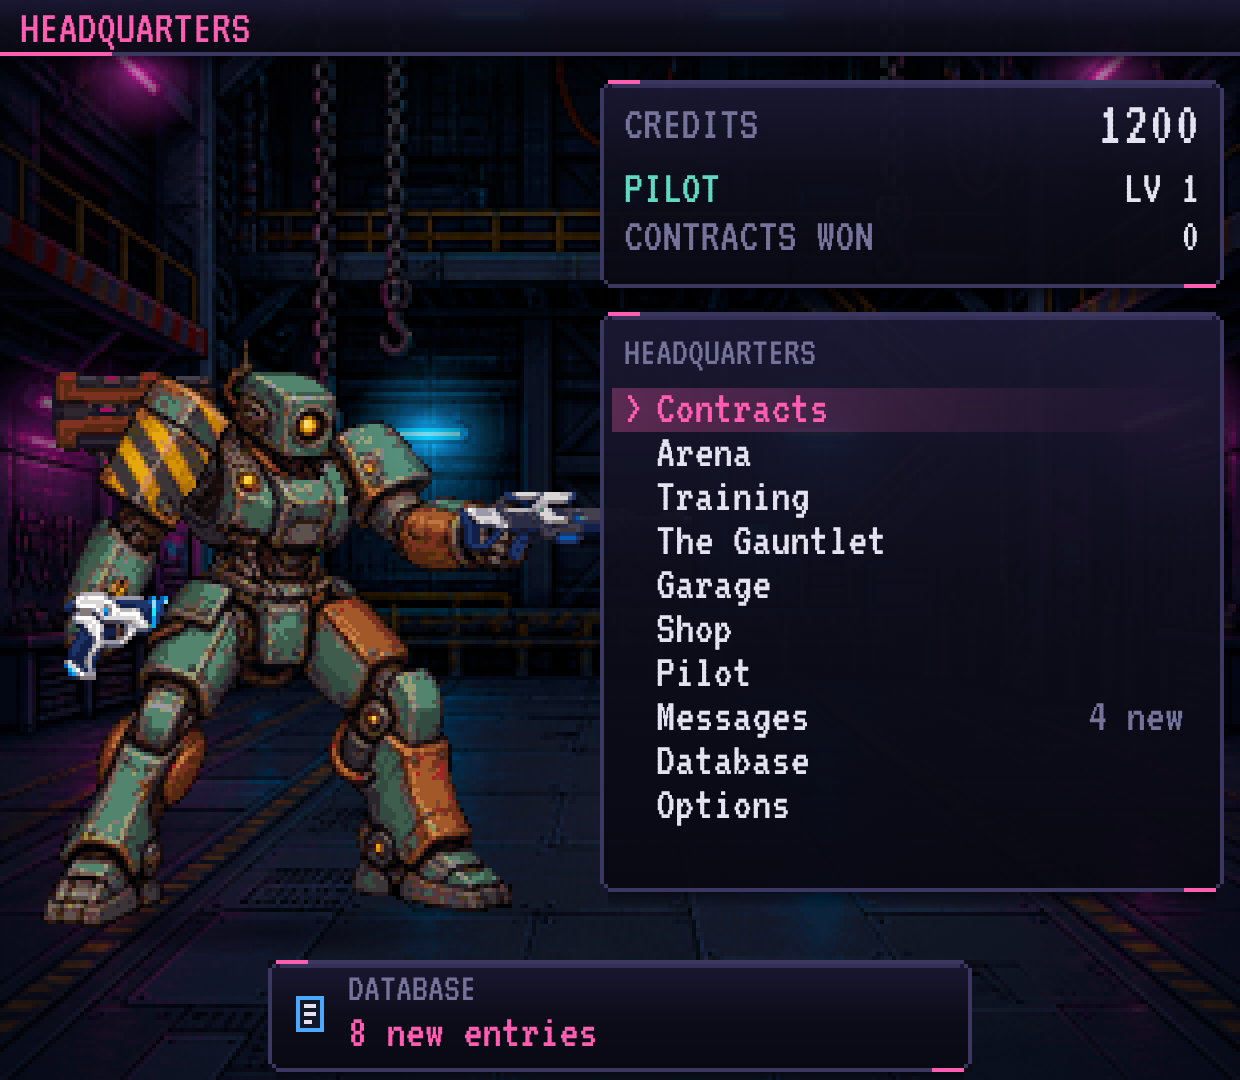 HEADQUARTERS
CREDITS 1200
PILOT LV 1
CONTRACTS WON 0
HEADQUARTERS
> Contracts
Arena
Training
The Gauntlet
Garage
Shop
Pilot
Messages 4 new
Database
Options
DATABASE
8 new entries